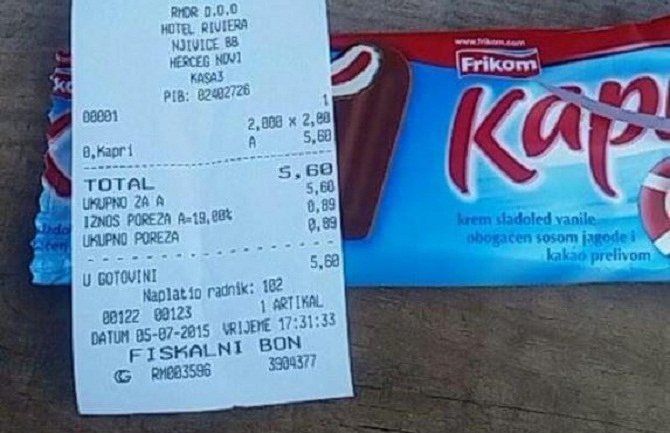 RMDR D.O.O
HOTEL RIVIERA
NJIVICE BB
HERCEG NOVI
KASA3
PIB: 02402726
00001 1
2,000 x 2,80
0,Kapri A 5,60
TOTAL 5,60
UKUPNO ZA A 5,60
IZNOS POREZA A=19,00% 0,89
UKUPNO POREZA 0,89
U GOTOVINI 5,60
Naplatio radnik: 102
00122 00123 1 ARTIKAL
DATUM 05-07-2015 VRIJEME 17:31:33
FISKALNI BON
RM003596 3904377
www.frikom.com
Frikom
Kap
krem sladoled vanile
obogaćen sosom jagode i
kakao prelivom